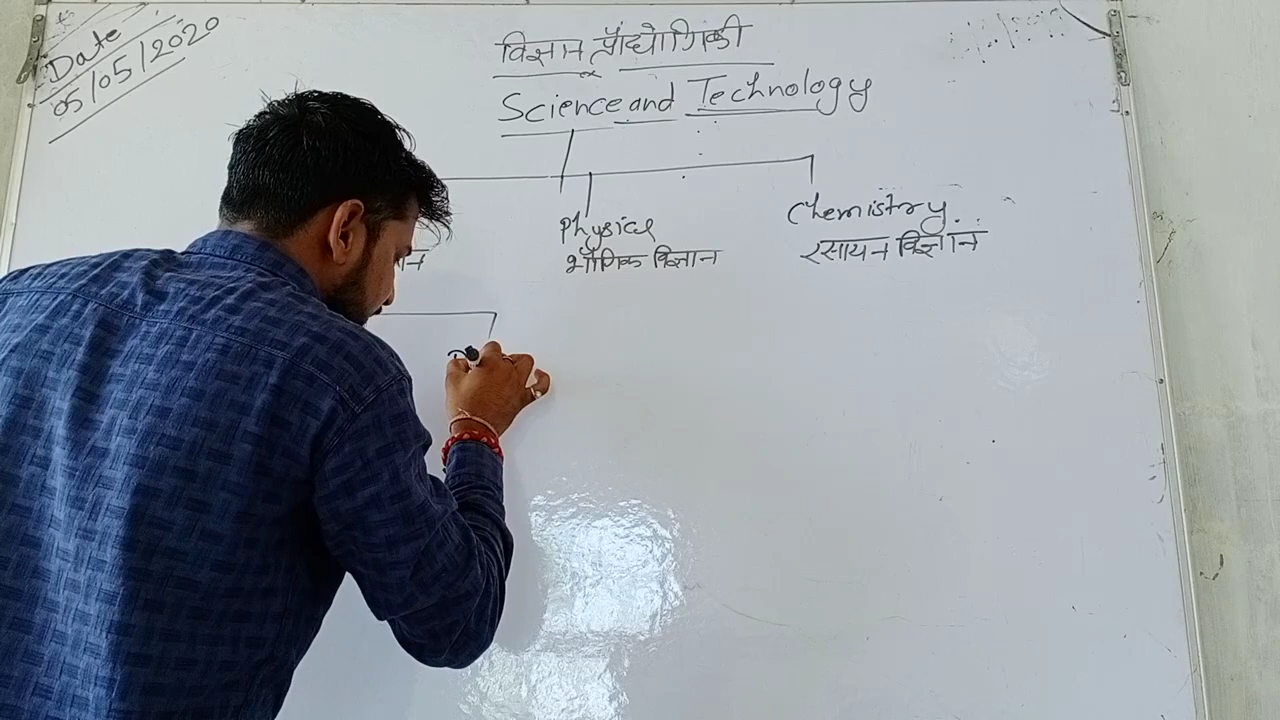 Date
05/05/2020
विज्ञान प्रौद्योगिकी
Science and Technology
Physics
भौतिक विज्ञान
Chemistry
रसायन विज्ञान